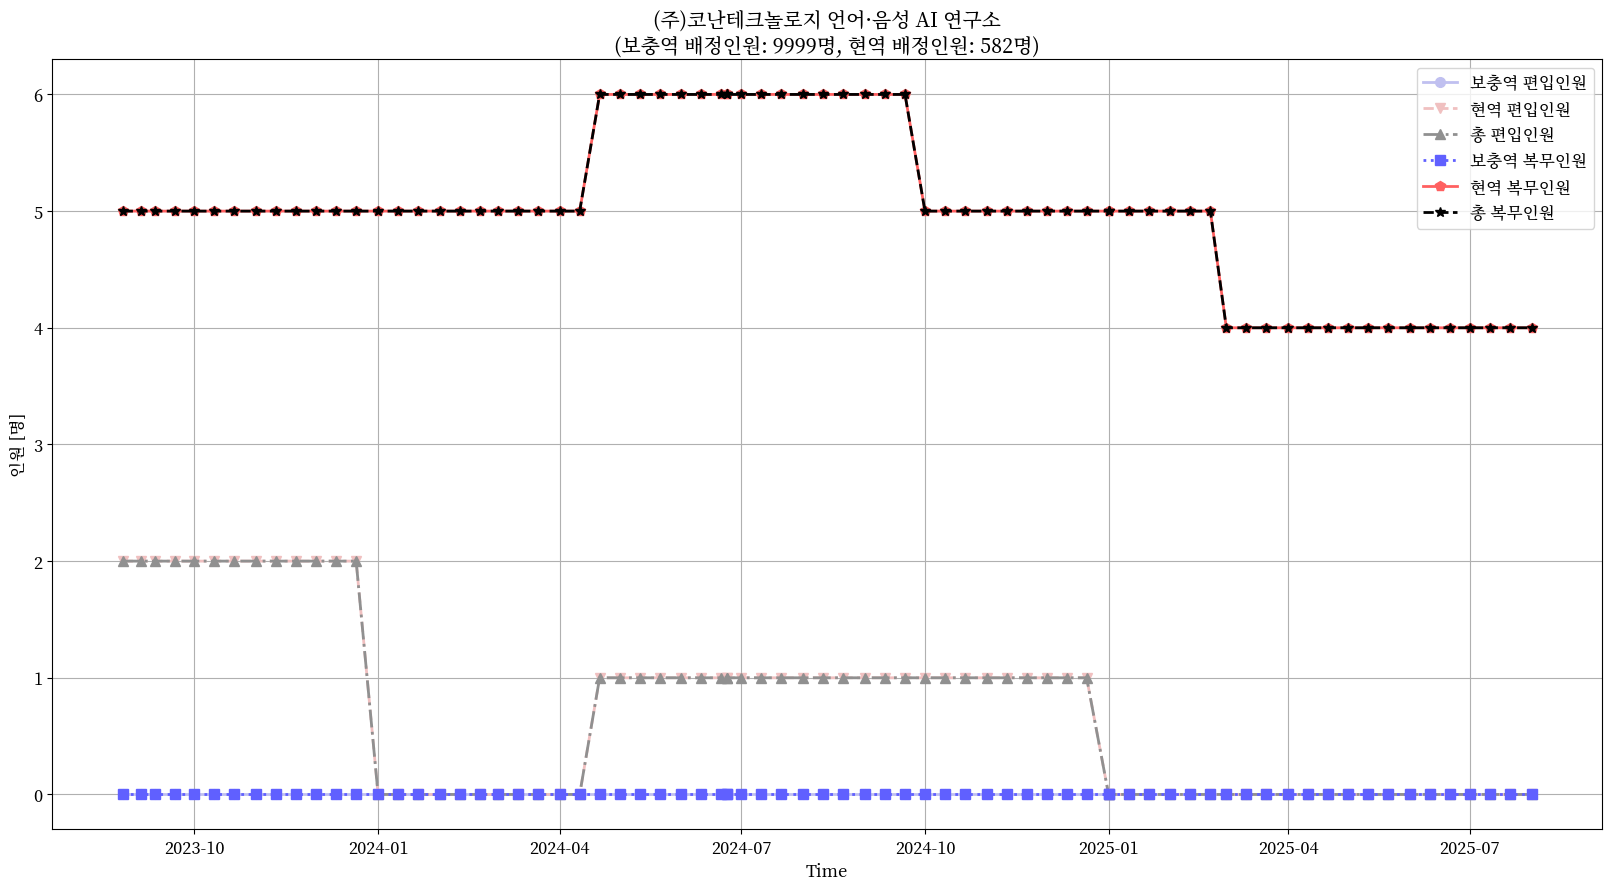 (주)코난테크놀로지 언어·음성 AI 연구소
(보충역 배정인원: 9999명, 현역 배정인원: 582명)
보충역 편입인원
현역 편입인원
총 편입인원
보충역 복무인원
현역 복무인원
총 복무인원
인원 [명]
6
5
4
3
2
1
0
2023-10
2024-01
2024-04
2024-07
2024-10
2025-01
2025-04
2025-07
Time